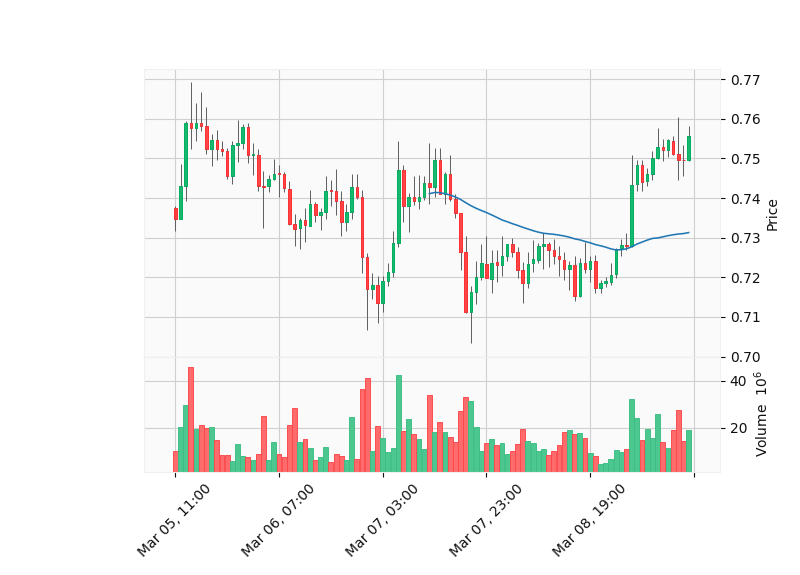 0.77
0.76
0.75
0.74
0.73
0.72
0.71
0.70
Price
40
20
Volume 10⁶
Mar 05, 11:00
Mar 06, 07:00
Mar 07, 03:00
Mar 07, 23:00
Mar 08, 19:00